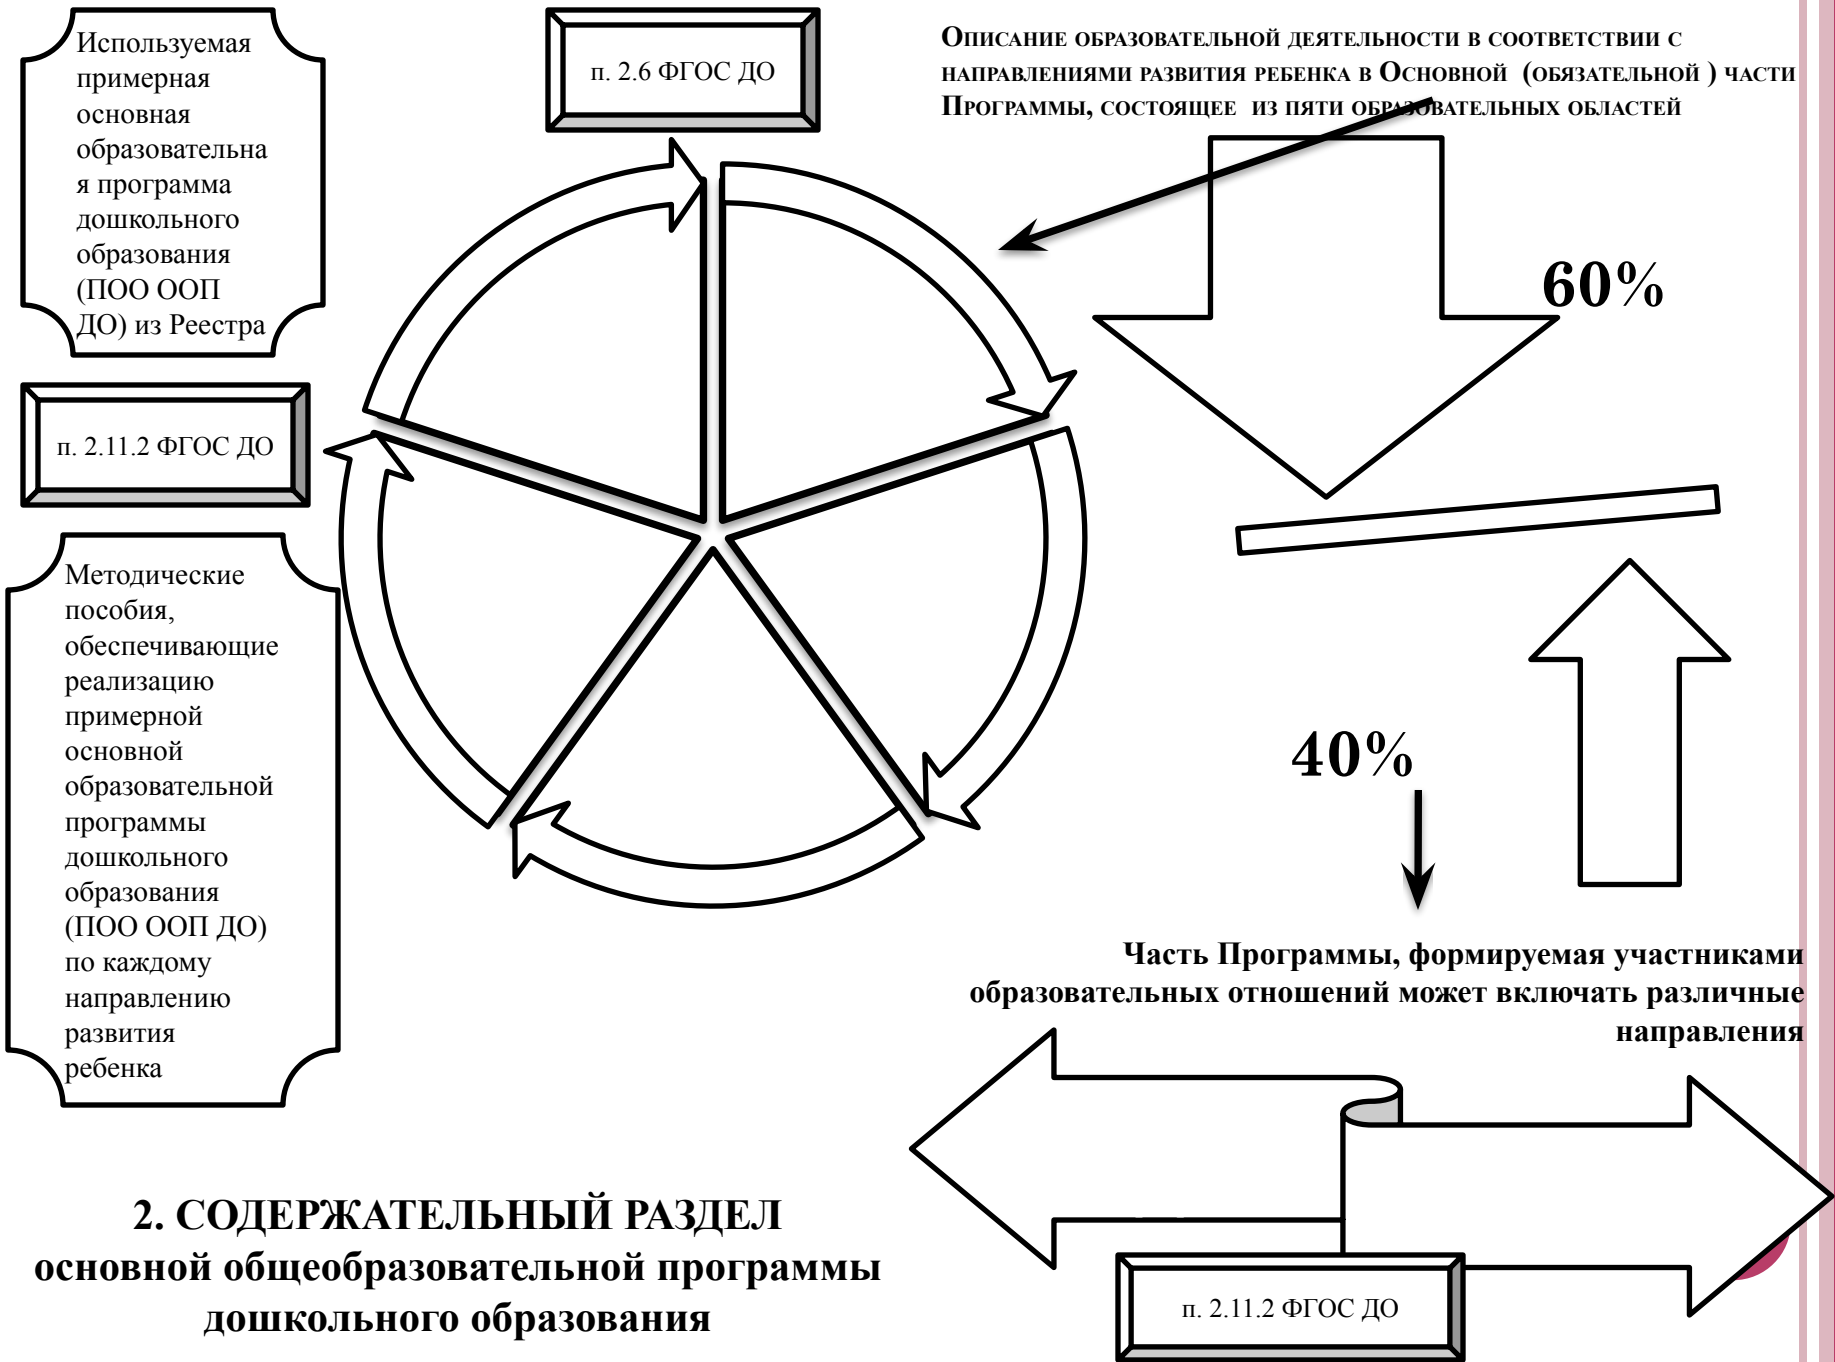 Используемая
примерная
основная
образовательна
я программа
дошкольного
образования
(ПОО ООП
ДО) из Реестра
п. 2.6 ФГОС ДО
Описание образовательной деятельности в соответствии с
направлениями развития ребенка в Основной (обязательной ) части
Программы, состоящее из пяти образовательных областей
60%
п. 2.11.2 ФГОС ДО
Методические
пособия,
обеспечивающие
реализацию
примерной
основной
образовательной
программы
дошкольного
образования
(ПОО ООП ДО)
по каждому
направлению
развития
ребенка
40%
Часть Программы, формируемая участниками
образовательных отношений может включать различные
направления
2. СОДЕРЖАТЕЛЬНЫЙ РАЗДЕЛ
основной общеобразовательной программы
дошкольного образования
п. 2.11.2 ФГОС ДО